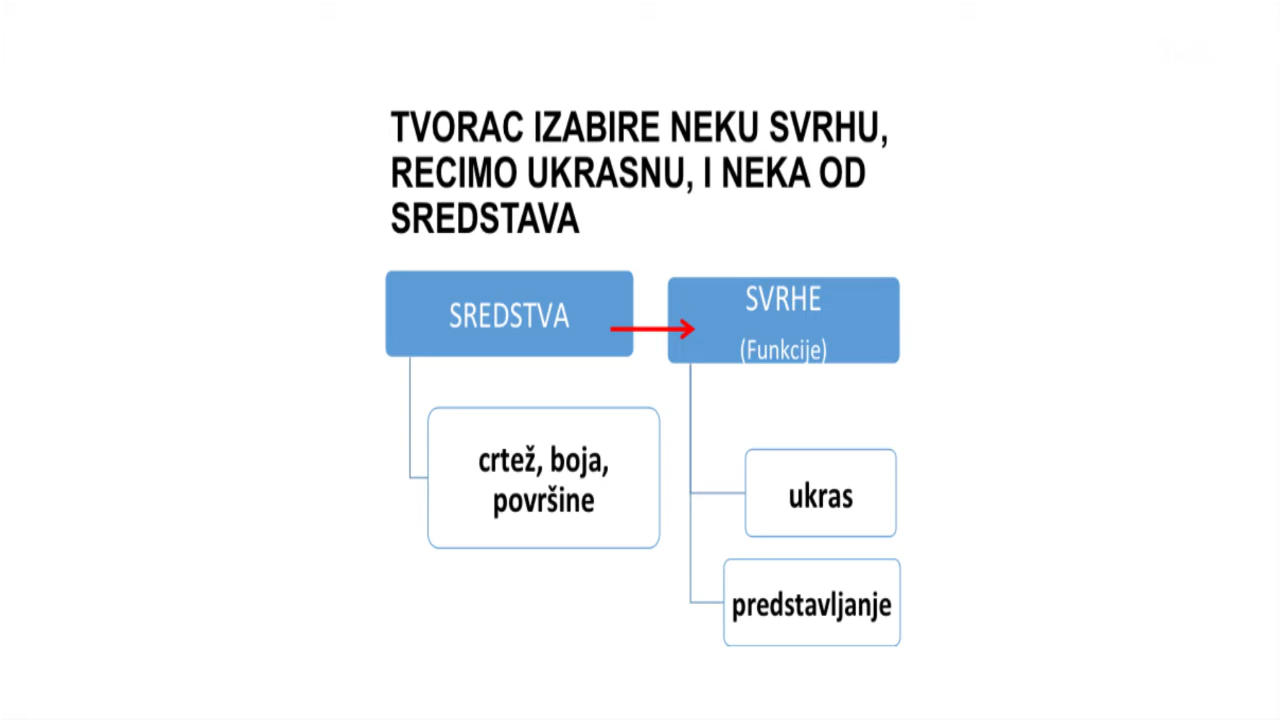 TVORAC IZABIRE NEKU SVRHU,
RECIMO UKRASNU, I NEKA OD
SREDSTAVA
SREDSTVA
SVRHE
(Funkcije)
crtež, boja,
površine
ukras
predstavljanje